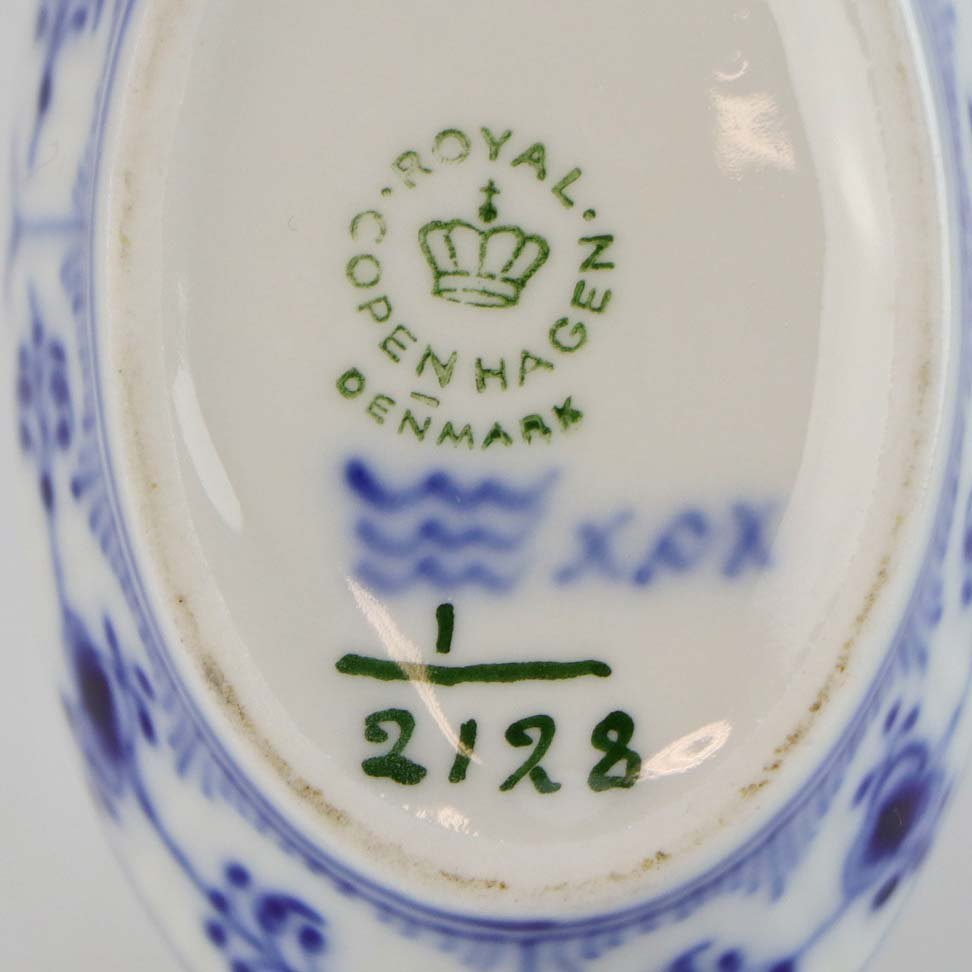 ROYAL
COPENHAGEN
DENMARK
1
2128